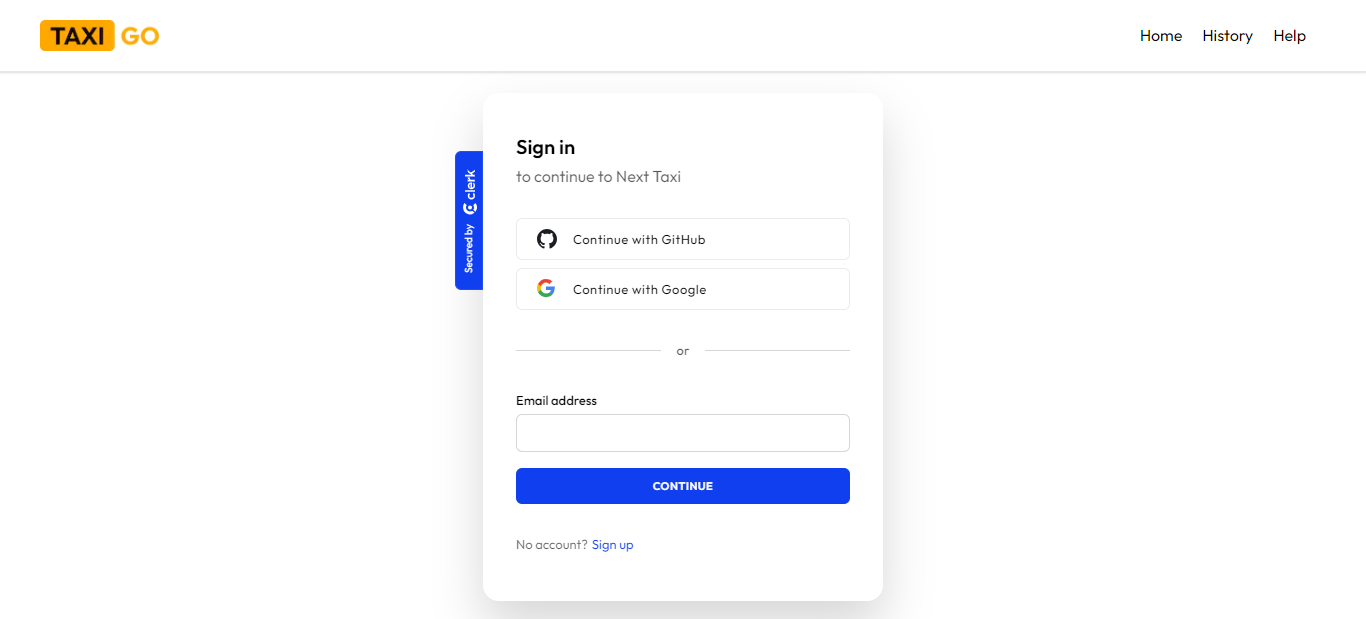 TAXI GO
Home History Help
Sign in
to continue to Next Taxi
Secured by clerk
Continue with GitHub
Continue with Google
or
Email address
CONTINUE
No account? Sign up